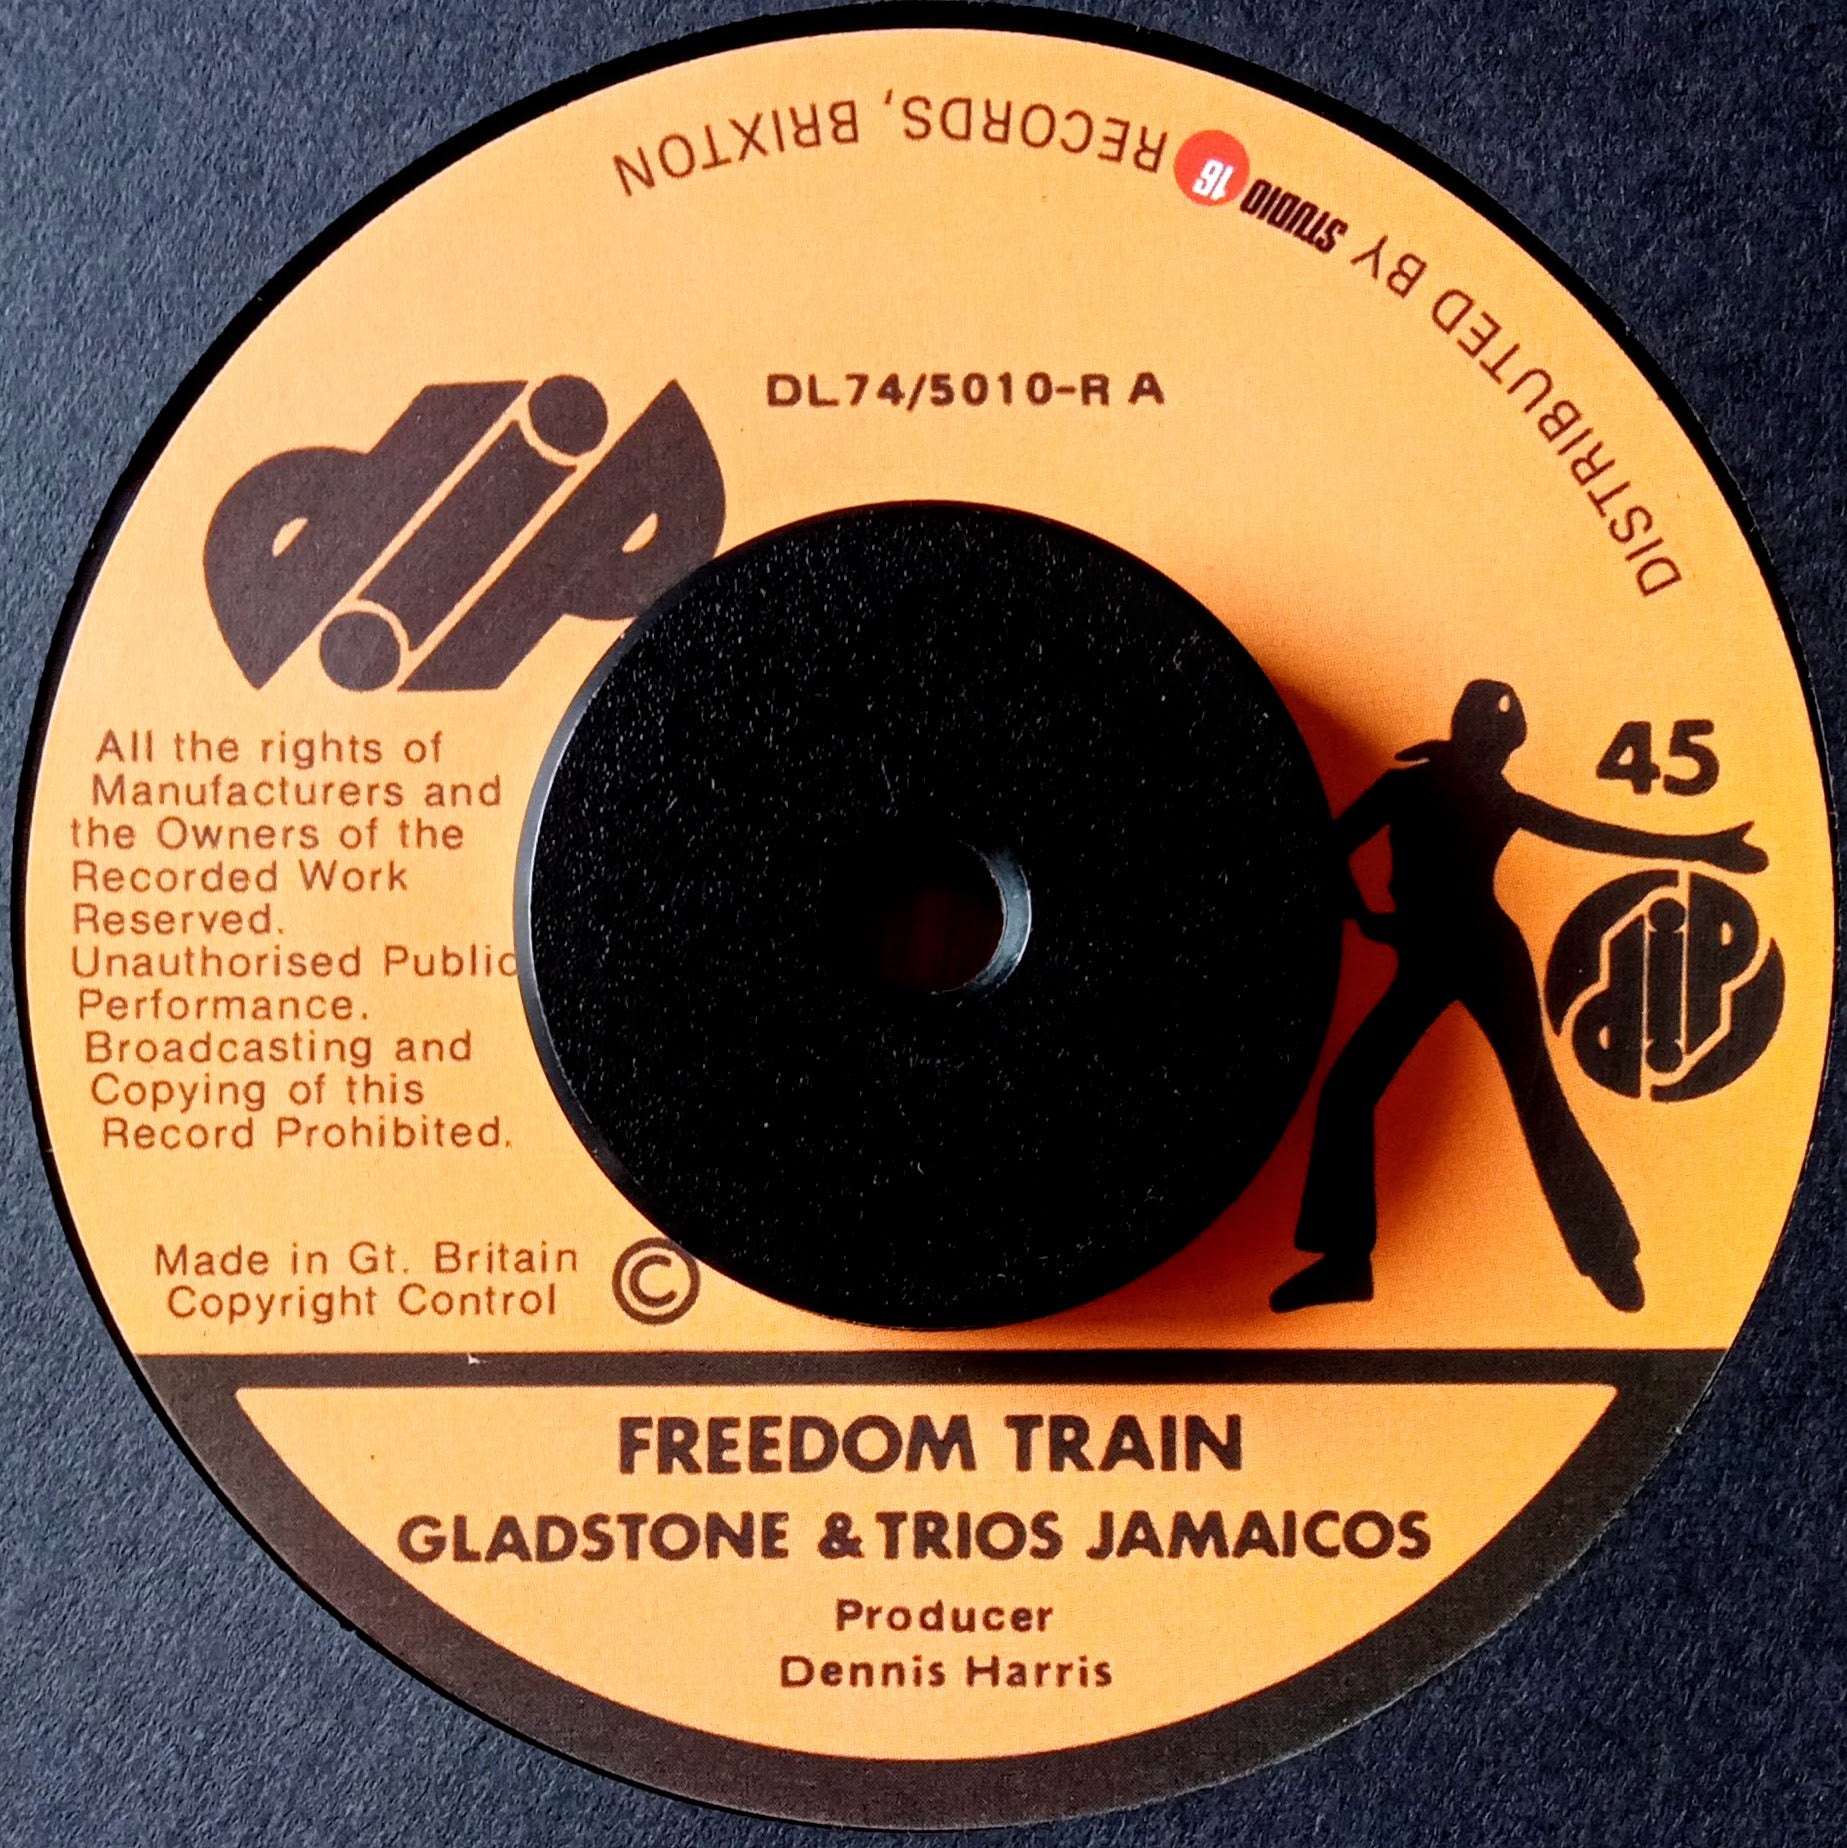 DISTRIBUTED BY STUDIO 16 RECORDS, BRIXTON
dip
DL74/5010-R A
All the rights of
Manufacturers and
the Owners of the
Recorded Work
Reserved.
Unauthorised Public
Performance.
Broadcasting and
Copying of this
Record Prohibited.
45
dip
Made in Gt. Britain
Copyright Control ©
FREEDOM TRAIN
GLADSTONE & TRIOS JAMAICOS
Producer
Dennis Harris